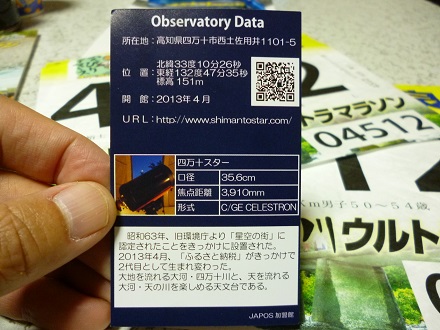 Observatory Data
所在地：高知県四万十市西土佐用井1101-5
位　置：北緯33度10分26秒
東経132度47分35秒
標高 151m
開　館：2013年４月
ＵＲＬ：http://www.shimantostar.com/
四万十スター
口径 35.6cm
焦点距離 3,910mm
形式 C/GE CELESTRON
昭和63年、旧環境庁より「星空の街」に
認定されたことをきっかけに設置された。
2013年４月、「ふるさと納税」がきっかけで
２代目として生まれ変わった。
大地を流れる大河・四万十川と、天を流れる
大河・天の川を楽しめる天文台である。
JAPOS 加盟館
トラマラソン
04512
男子５０～５４歳
ウルト